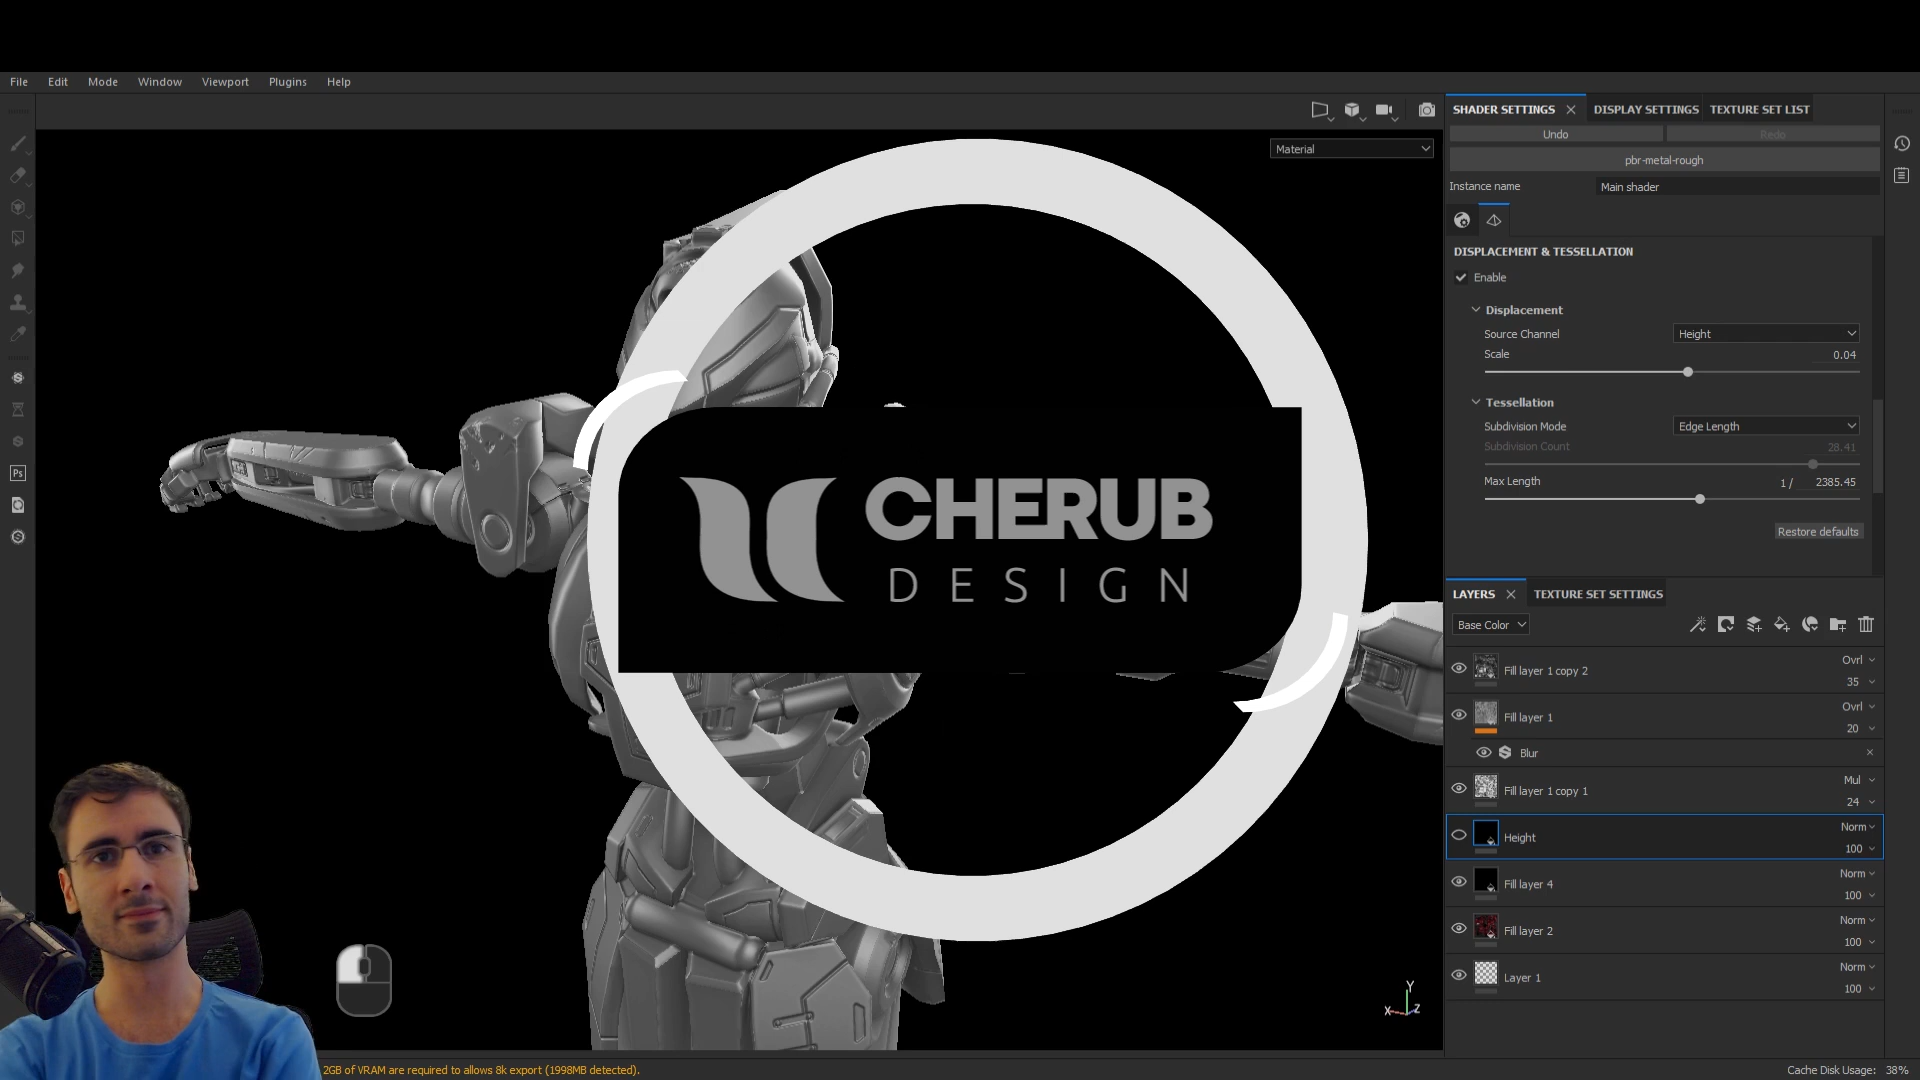 File Edit Mode Window Viewport Plugins Help
SHADER SETTINGS DISPLAY SETTINGS TEXTURE SET LIST
Undo Redo
Material
pbr-metal-rough
Instance name Main shader
DISPLACEMENT & TESSELLATION
Enable
Displacement
Source Channel Height
Scale 0.04
Tessellation
Subdivision Mode Edge Length
Subdivision Count 28.41
Max Length 1 / 2385.45
Restore defaults
CHERUB
DESIGN
Ps
LAYERS TEXTURE SET SETTINGS
Base Color
Fill layer 1 copy 2 Ovrl
35
Fill layer 1 Ovrl
20
Blur
Fill layer 1 copy 1 Mul
24
Height Norm
100
Fill layer 4 Norm
100
Fill layer 2 Norm
100
Layer 1 Norm
100
Y
X Z
2GB of VRAM are required to allows 8k export (1998MB detected).
Cache Disk Usage: 38%